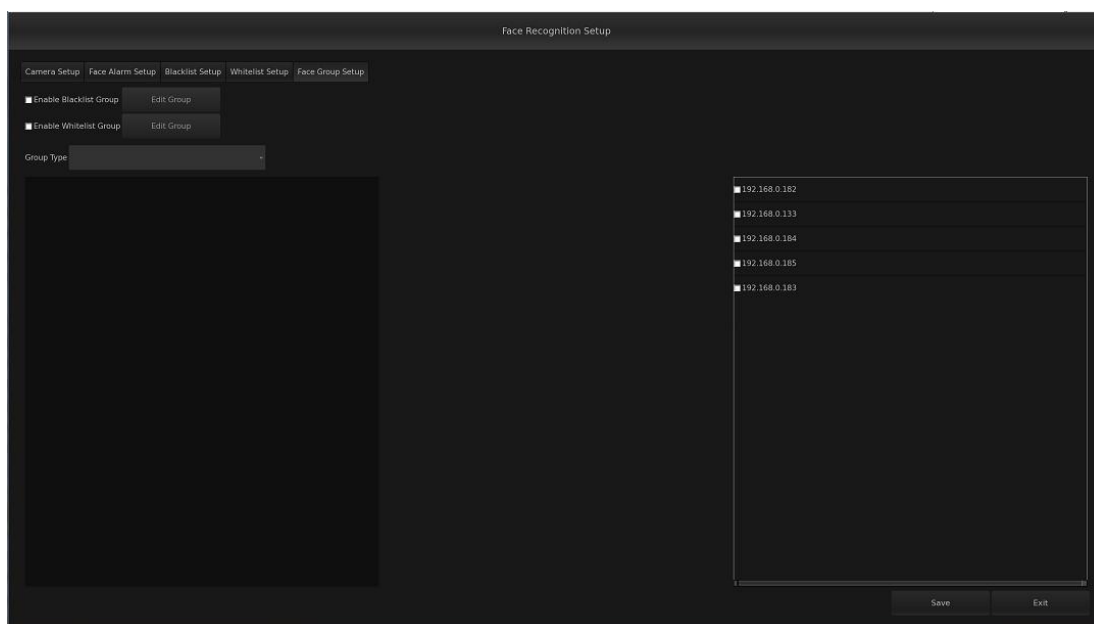 Face Recognition Setup
Camera Setup Face Alarm Setup Blacklist Setup Whitelist Setup Face Group Setup
Enable Blacklist Group Edit Group
Enable Whitelist Group Edit Group
Group Type
192.168.0.182
192.168.0.133
192.168.0.184
192.168.0.185
192.168.0.183
Save Exit